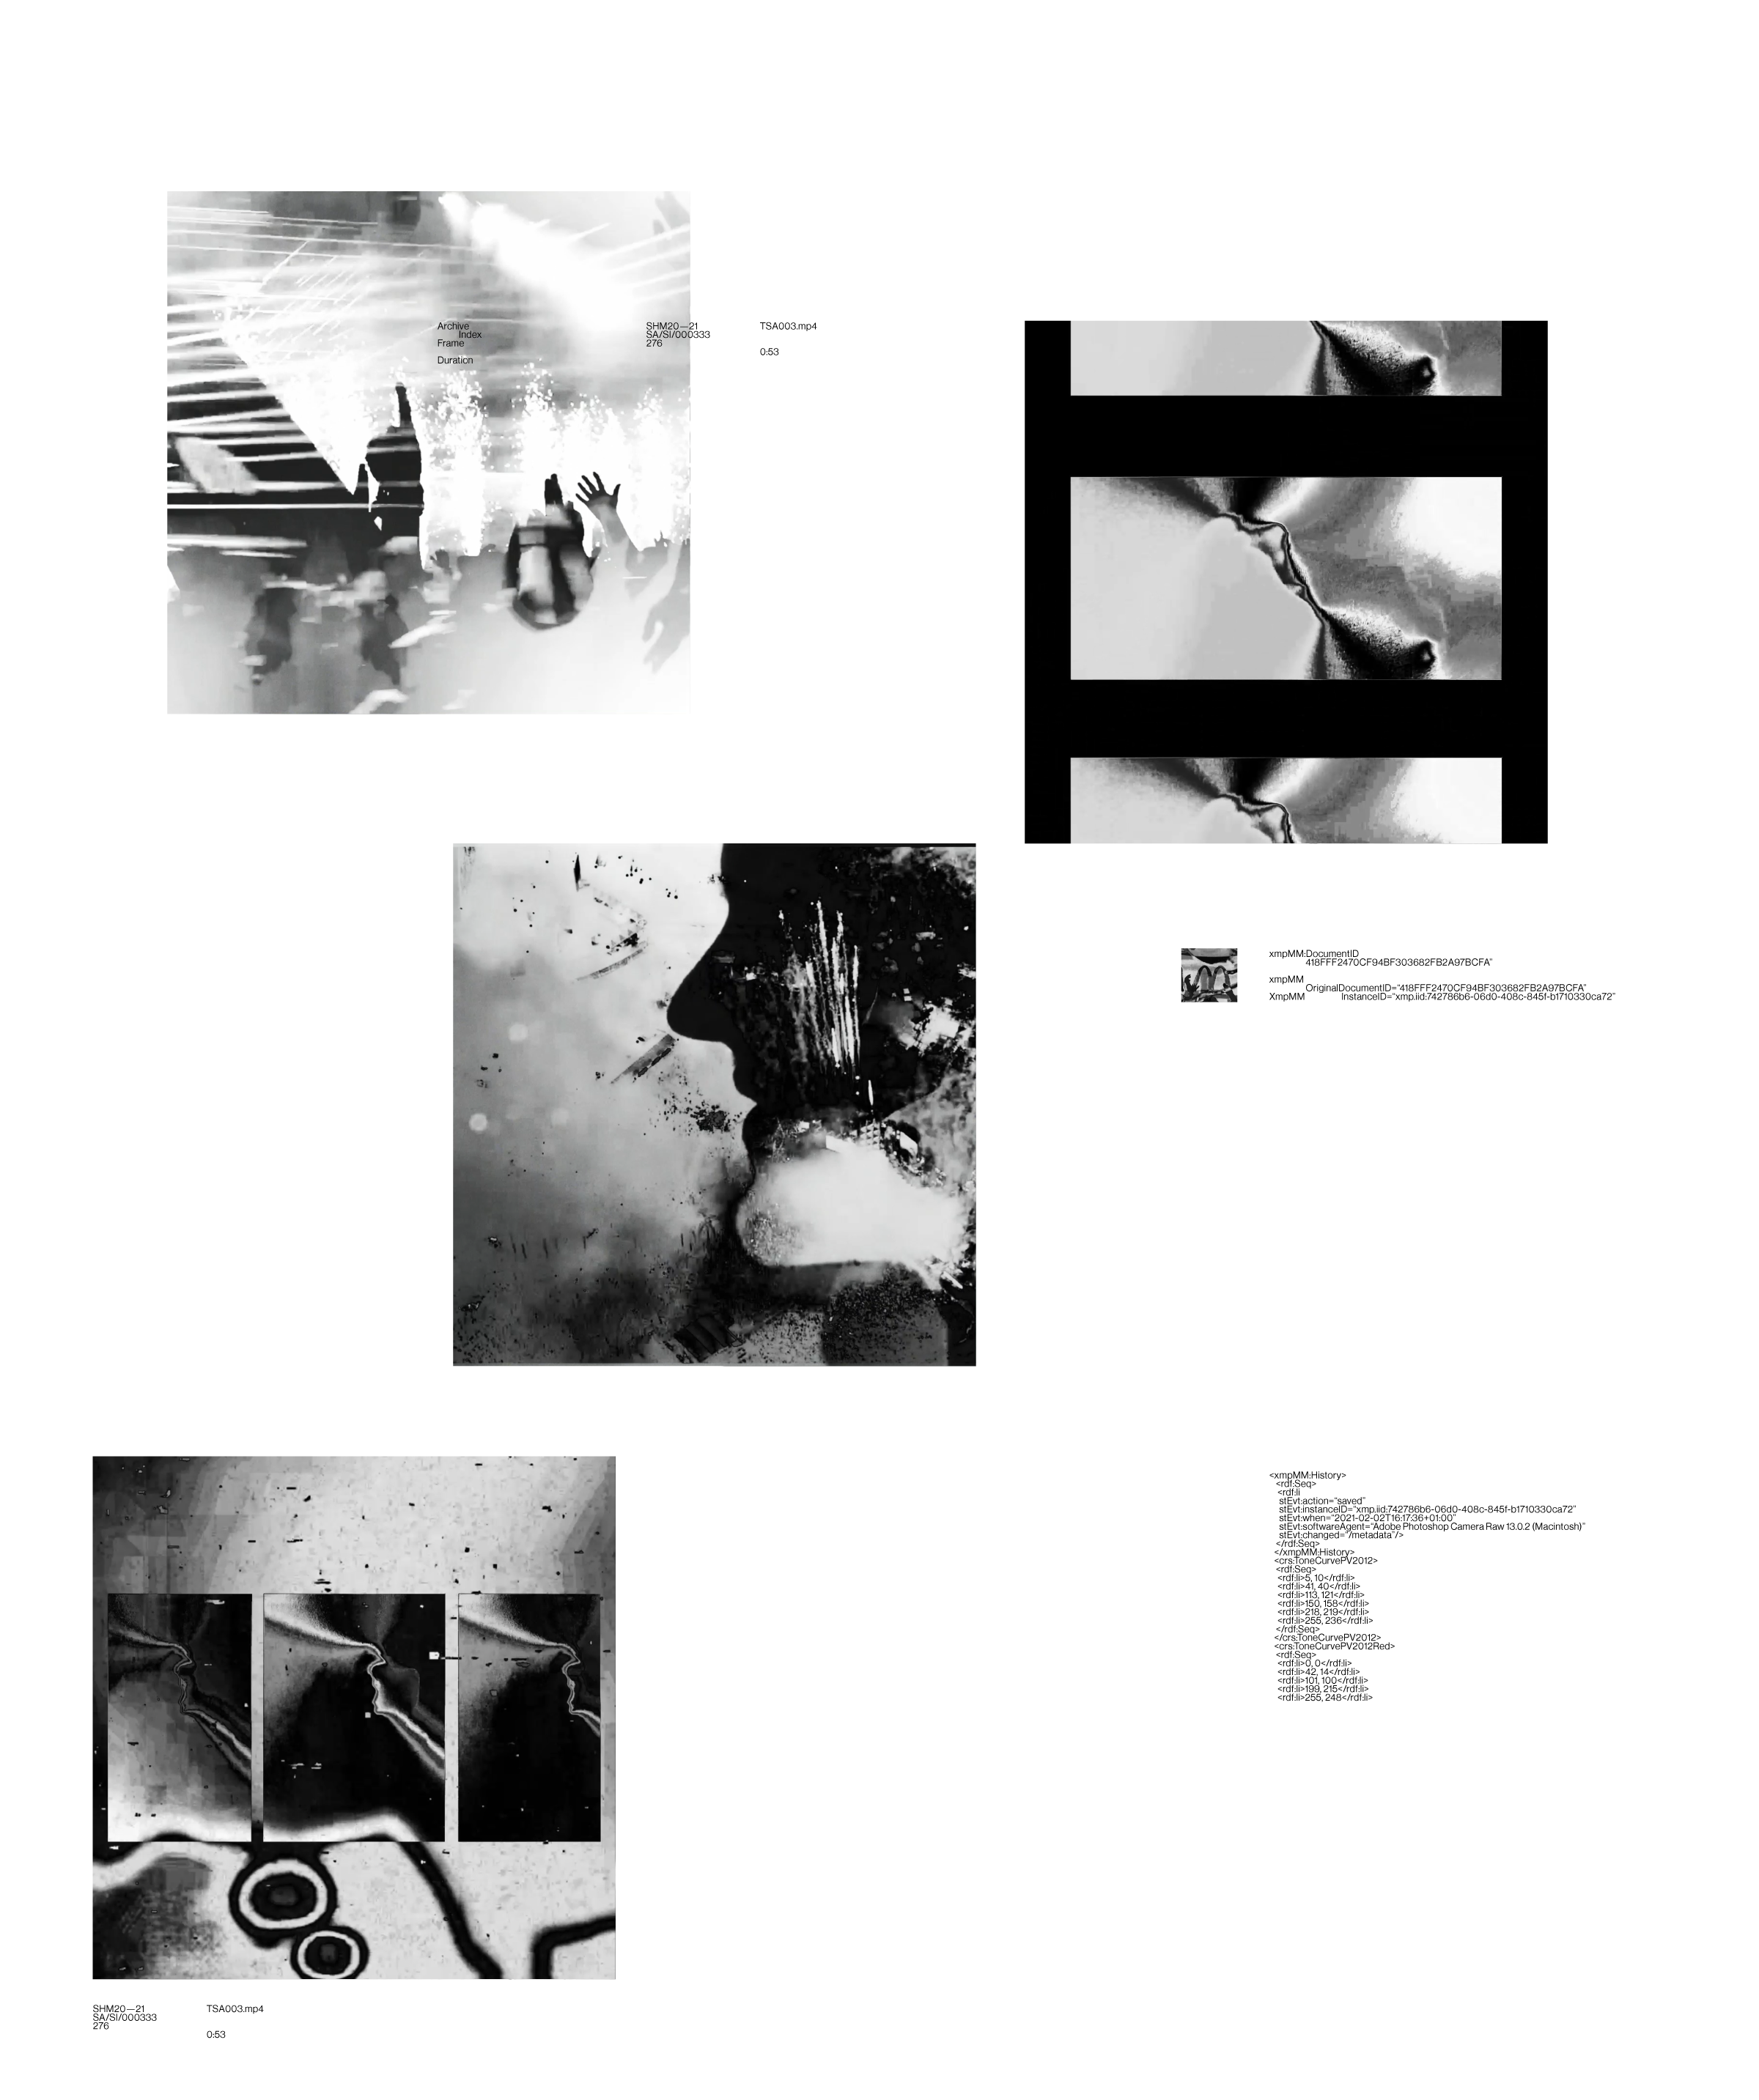 Archive
Index
Frame
Duration
SHM20—21
SA/SI/000333
276
TSA003.mp4
0:53
xmpMM:DocumentID
418FFF2470CF94BF303682FB2A97BCFA"
xmpMM
OriginalDocumentID="418FFF2470CF94BF303682FB2A97BCFA"
XmpMM InstanceID="xmp.iid:742786b6-06d0-408c-845f-b1710330ca72"
<xmpMM:History>
<rdf:Seq>
<rdf:li
stEvt:action="saved"
stEvt:instanceID="xmp.iid:742786b6-06d0-408c-845f-b1710330ca72"
stEvt:when="2021-02-02T16:17:36+01:00"
stEvt:softwareAgent="Adobe Photoshop Camera Raw 13.0.2 (Macintosh)"
stEvt:changed="/metadata"/>
</rdf:Seq>
</xmpMM:History>
<crs:ToneCurvePV2012>
<rdf:Seq>
<rdf:li>5, 10</rdf:li>
<rdf:li>41, 40</rdf:li>
<rdf:li>113, 121</rdf:li>
<rdf:li>150, 158</rdf:li>
<rdf:li>218, 219</rdf:li>
<rdf:li>255, 236</rdf:li>
</rdf:Seq>
</crs:ToneCurvePV2012>
<crs:ToneCurvePV2012Red>
<rdf:Seq>
<rdf:li>0, 0</rdf:li>
<rdf:li>42, 14</rdf:li>
<rdf:li>101, 100</rdf:li>
<rdf:li>199, 215</rdf:li>
<rdf:li>255, 248</rdf:li>
SHM20—21
SA/SI/000333
276
TSA003.mp4
0:53